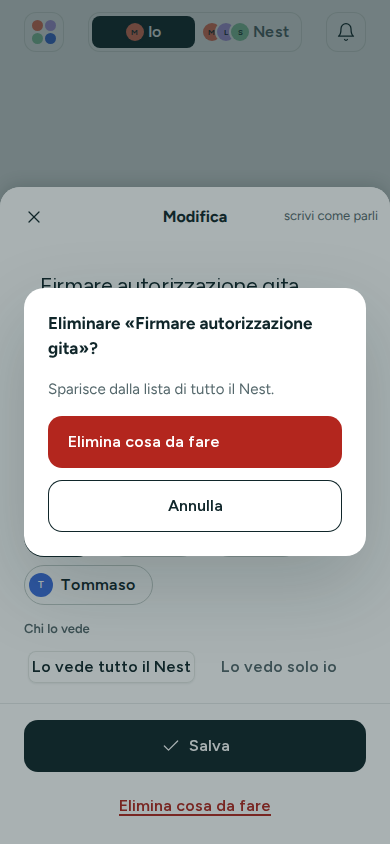 M Io
M L S Nest
Modifica
scrivi come parli
Firmare autorizzazione gita
Eliminare «Firmare autorizzazione
gita»?
Sparisce dalla lista di tutto il Nest.
Elimina cosa da fare
Annulla
T Tommaso
Chi lo vede
Lo vede tutto il Nest
Lo vedo solo io
Salva
Elimina cosa da fare